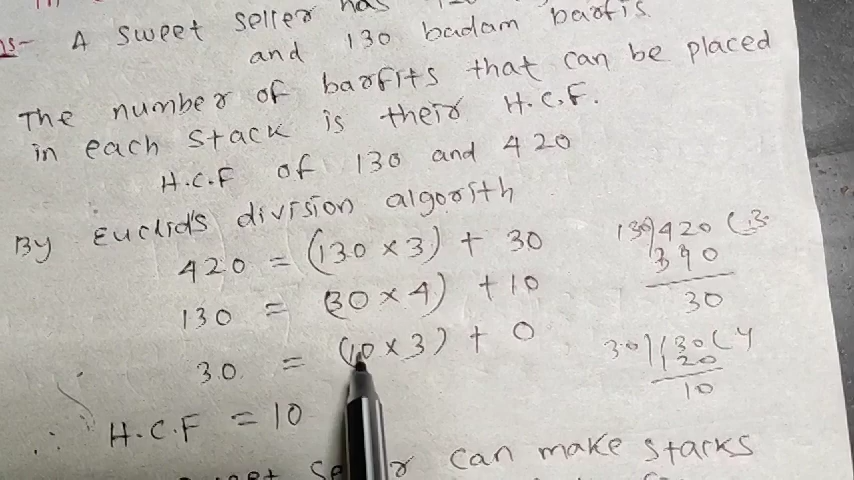 A sweet seller has
and 130 badam barfis.
The number of barfits that can be placed
in each stack is their H.C.F.
H.C.F of 130 and 420
By Euclid's division algorith
420 = (130 × 3) + 30
130 = (30 × 4) + 10
30 = (10 × 3) + 0
∴ H.C.F = 10
can make stacks
130)420(3
390
30
30)130(4
120
10